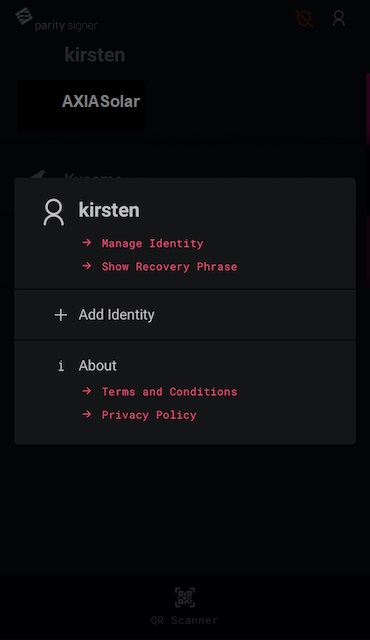 parity signer
kirsten
AXIASolar
Kusama
kirsten
Manage Identity
Show Recovery Phrase
Add Identity
About
Terms and Conditions
Privacy Policy
QR Scanner